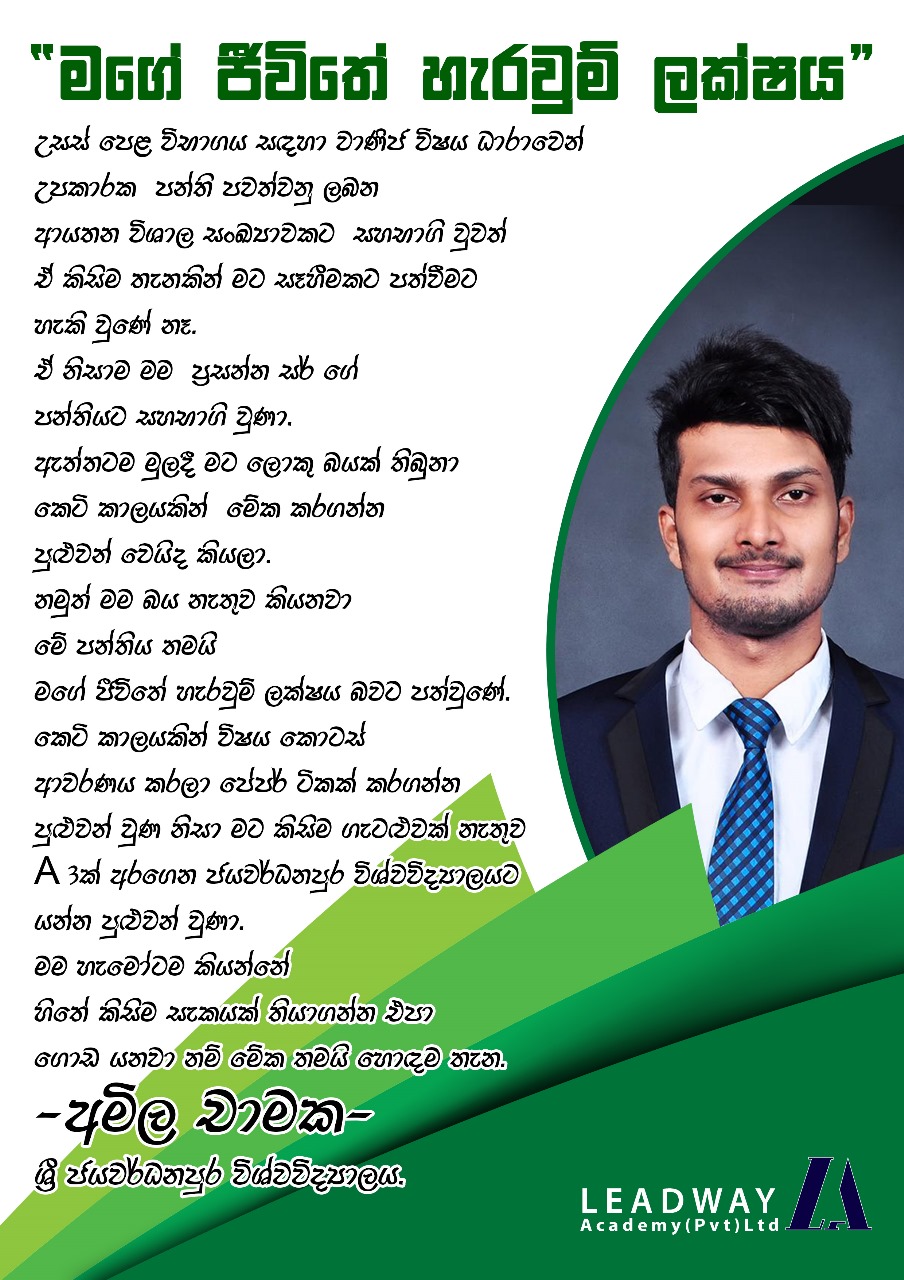 “මගේ ජීවිතේ හැරවුම් ලක්ෂය”
උසස් පෙළ විභාගය සඳහා වාණිජ විෂය ධාරාවෙන්
උපකාරක පන්ති පවත්වනු ලබන
ආයතන විශාල සංඛ්‍යාවකට සහභාගි වුවත්
ඒ කිසිම තැනකින් මට සෑහීමකට පත්වීමට
හැකි වුණේ නෑ.
ඒ නිසාම මම ප්‍රසන්න සර් ගේ
පන්තියට සහභාගි වුණා.
ඇත්තටම මුලදී මට ලොකු බයක් තිබුනා
කෙටි කාලයකින් මේක කරගන්න
පුළුවන් වෙයිද කියලා.
නමුත් මම බය නැතුව කියනවා
මේ පන්තිය තමයි
මගේ ජීවිතේ හැරවුම් ලක්ෂය බවට පත්වුණේ.
කෙටි කාලයකින් විෂය කොටස්
ආවරණය කරලා පේපර් ටිකක් කරගන්න
පුළුවන් වුණ නිසා මට කිසිම ගැටළුවක් නැතුව
A 3ක් අරගෙන ජයවර්ධනපුර විශ්වවිද්‍යාලයට
යන්න පුළුවන් වුණා.
මම හැමෝටම කියන්නේ
හිතේ කිසිම සැකයක් තියාගන්න එපා
ගොඩ යනවා නම් මේක තමයි හොඳම තැන.
-අමිල චාමක-
ශ්‍රී ජයවර්ධනපුර විශ්වවිද්‍යාලය.
LEADWAY
Academy(Pvt)Ltd
LA